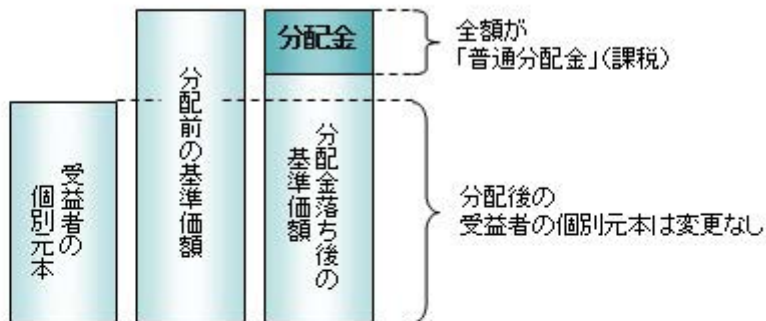 受益者の
個別元本
分配前の基準価額
分配金
分配金落ち後の
基準価額
全額が
「普通分配金」(課税)
分配後の
受益者の個別元本は変更なし